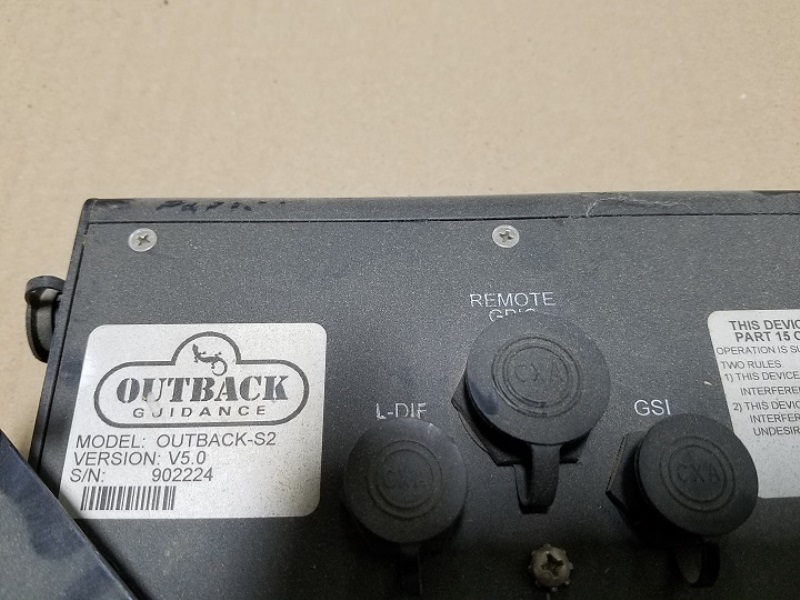 REMOTE
L-DIF
GSI
CXA
CXA
CXA
OUTBACK
GUIDANCE
MODEL: OUTBACK-S2
VERSION: V5.0
S/N: 902224
THIS DEVIC
PART 15 O
OPERATION IS SU
TWO RULES
1) THIS DEVICE
INTERFERE
2) THIS DEVIC
INTERFER
UNDESIR